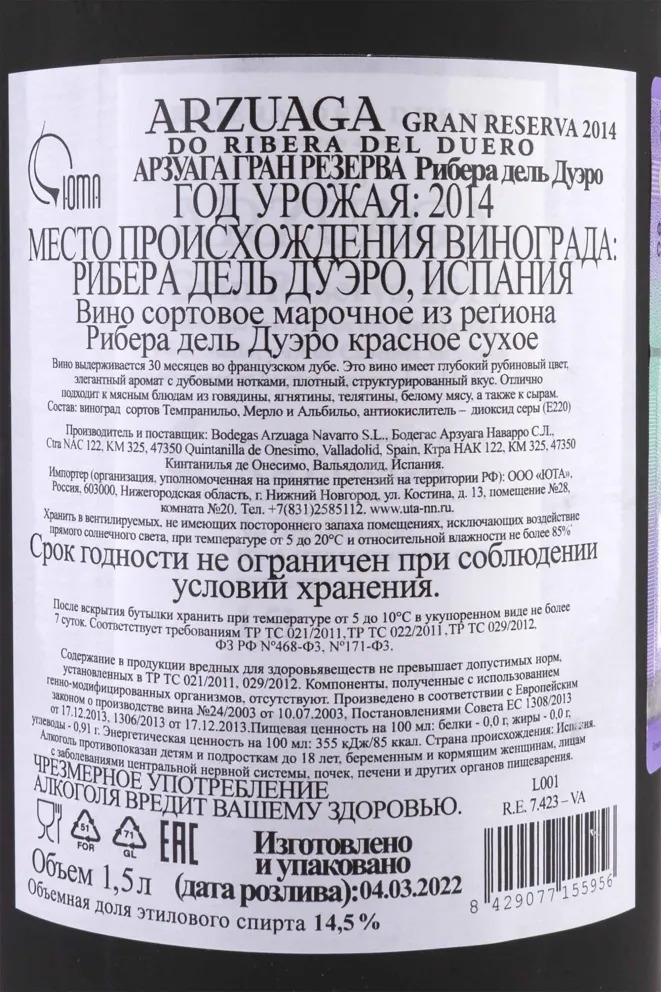 ARZUAGA GRAN RESERVA 2014
DO RIBERA DEL DUERO
ЮТА
АРЗУАГА ГРАН РЕЗЕРВА Рибера дель Дуэро
ГОД УРОЖАЯ: 2014
МЕСТО ПРОИСХОЖДЕНИЯ ВИНОГРАДА:
РИБЕРА ДЕЛЬ ДУЭРО, ИСПАНИЯ
Вино сортовое марочное из региона
Рибера дель Дуэро красное сухое
Вино выдерживается 30 месяцев во французском дубе. Это вино имеет глубокий рубиновый цвет,
элегантный аромат с дубовыми нотками, плотный, структурированный вкус. Отлично
подходит к мясным блюдам из говядины, ягнятины, телятины, белому мясу, а также к сырам.
Состав: виноград сортов Темпранильо, Мерло и Альбильо, антиокислитель – диоксид серы (Е220)
Производитель и поставщик: Bodegas Arzuaga Navarro S.L., Бодегас Арзуага Наварро С.Л.,
Ctra NAC 122, KM 325, 47350 Quintanilla de Onesimo, Valladolid, Spain, Ктра НАК 122, КМ 325, 47350
Кинтанилья де Онесимо, Вальядолид, Испания.
Импортер (организация, уполномоченная на принятие претензий на территории РФ): ООО «ЮТА»,
Россия, 603000, Нижегородская область, г. Нижний Новгород, ул. Костина, д. 13, помещение №28,
комната №20. Тел. +7(831)2585112. www.uta-nn.ru.
Хранить в вентилируемых, не имеющих постороннего запаха помещениях, исключающих воздействие
прямого солнечного света, при температуре от 5 до 20°С и относительной влажности не более 85%
Срок годности не ограничен при соблюдении
условий хранения.
После вскрытия бутылки хранить при температуре от 5 до 10°С в укупоренном виде не более
7 суток. Соответствует требованиям ТР ТС 021/2011, ТР ТС 022/2011, ТР ТС 029/2012,
ФЗ РФ №468-ФЗ, №171-ФЗ.
Содержание в продукции вредных для здоровьявеществ не превышает допустимых норм,
установленных в ТР ТС 021/2011, 029/2012. Компоненты, полученные с использованием
генно-модифицированных организмов, отсутствуют. Произведено в соответствии с Европейским
законом о производстве вина №24/2003 от 10.07.2003, Постановлениями Совета ЕС 1308/2013
от 17.12.2013, 1306/2013 от 17.12.2013.Пищевая ценность на 100 мл: белки - 0,0 г, жиры - 0,0 г,
углеводы - 0,91 г. Энергетическая ценность на 100 мл: 355 кДж/85 ккал. Страна происхождения: Испания.
Алкоголь противопоказан детям и подросткам до 18 лет, беременным и кормящим женщинам, лицам
с заболеваниями центральной нервной системы, почек, печени и других органов пищеварения.
ЧРЕЗМЕРНОЕ УПОТРЕБЛЕНИЕ
АЛКОГОЛЯ ВРЕДИТ ВАШЕМУ ЗДОРОВЬЮ.
L001
R.E. 7.423 – VA
51
FOR
71
GL
EAC
Изготовлено
и упаковано
(дата розлива):04.03.2022
Объем 1,5 л
Объемная доля этилового спирта 14,5 %
8 429077 155956